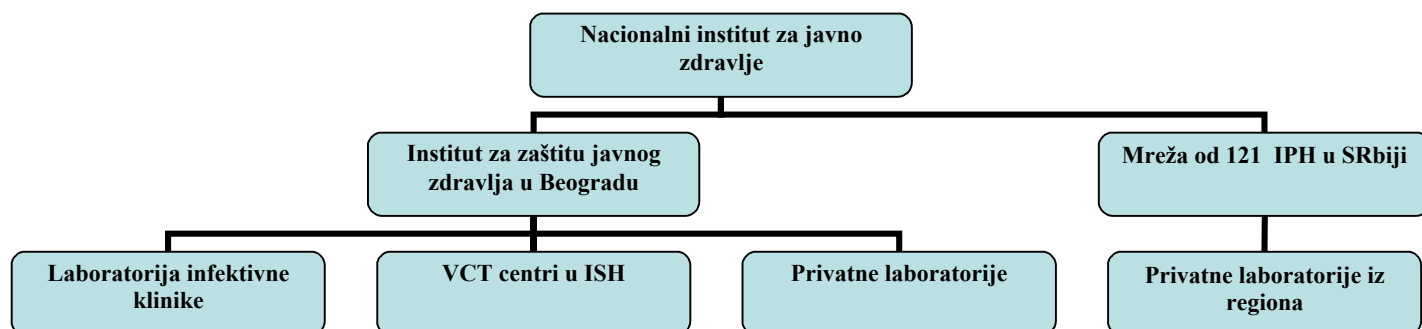 Nacionalni institut za javno
zdravlje
Institut za zaštitu javnog
zdravlja u Beogradu
Mreža od 121 IPH u SRbiji
Laboratorija infektivne
klinike
VCT centri u ISH
Privatne laboratorije
Privatne laboratorije iz
regiona